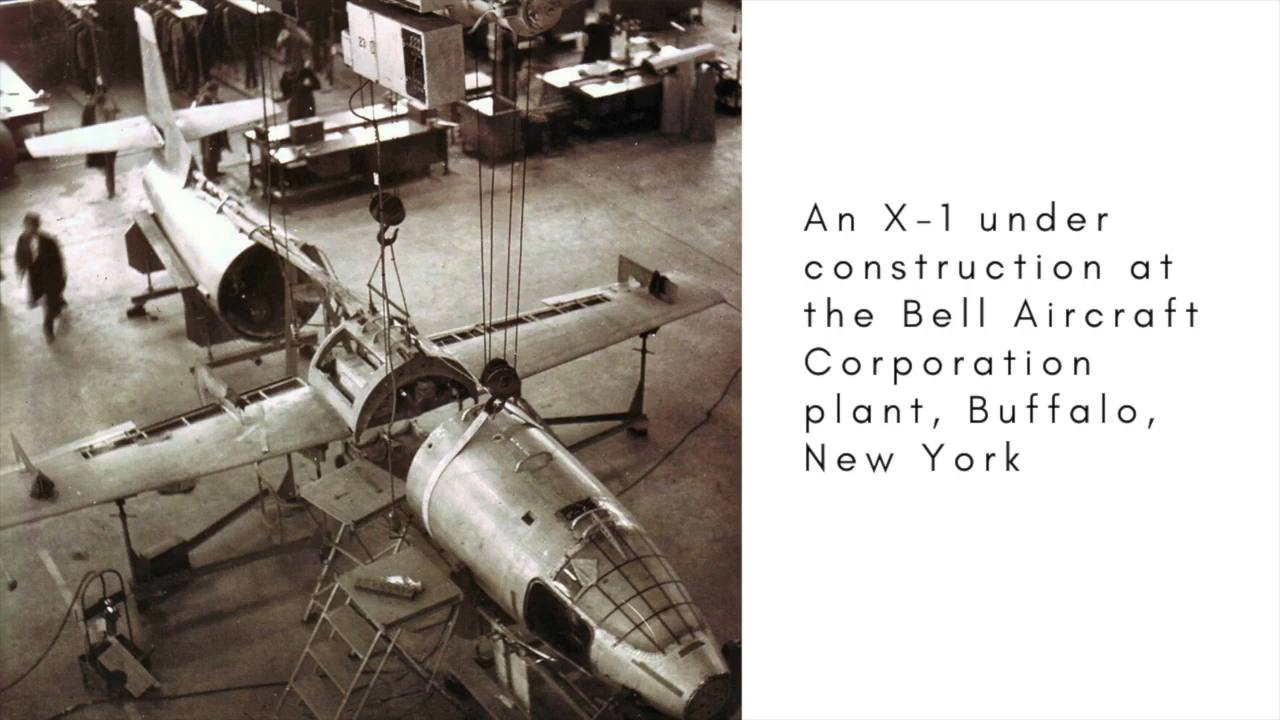 An X-1 under
construction at
the Bell Aircraft
Corporation
plant, Buffalo,
New York